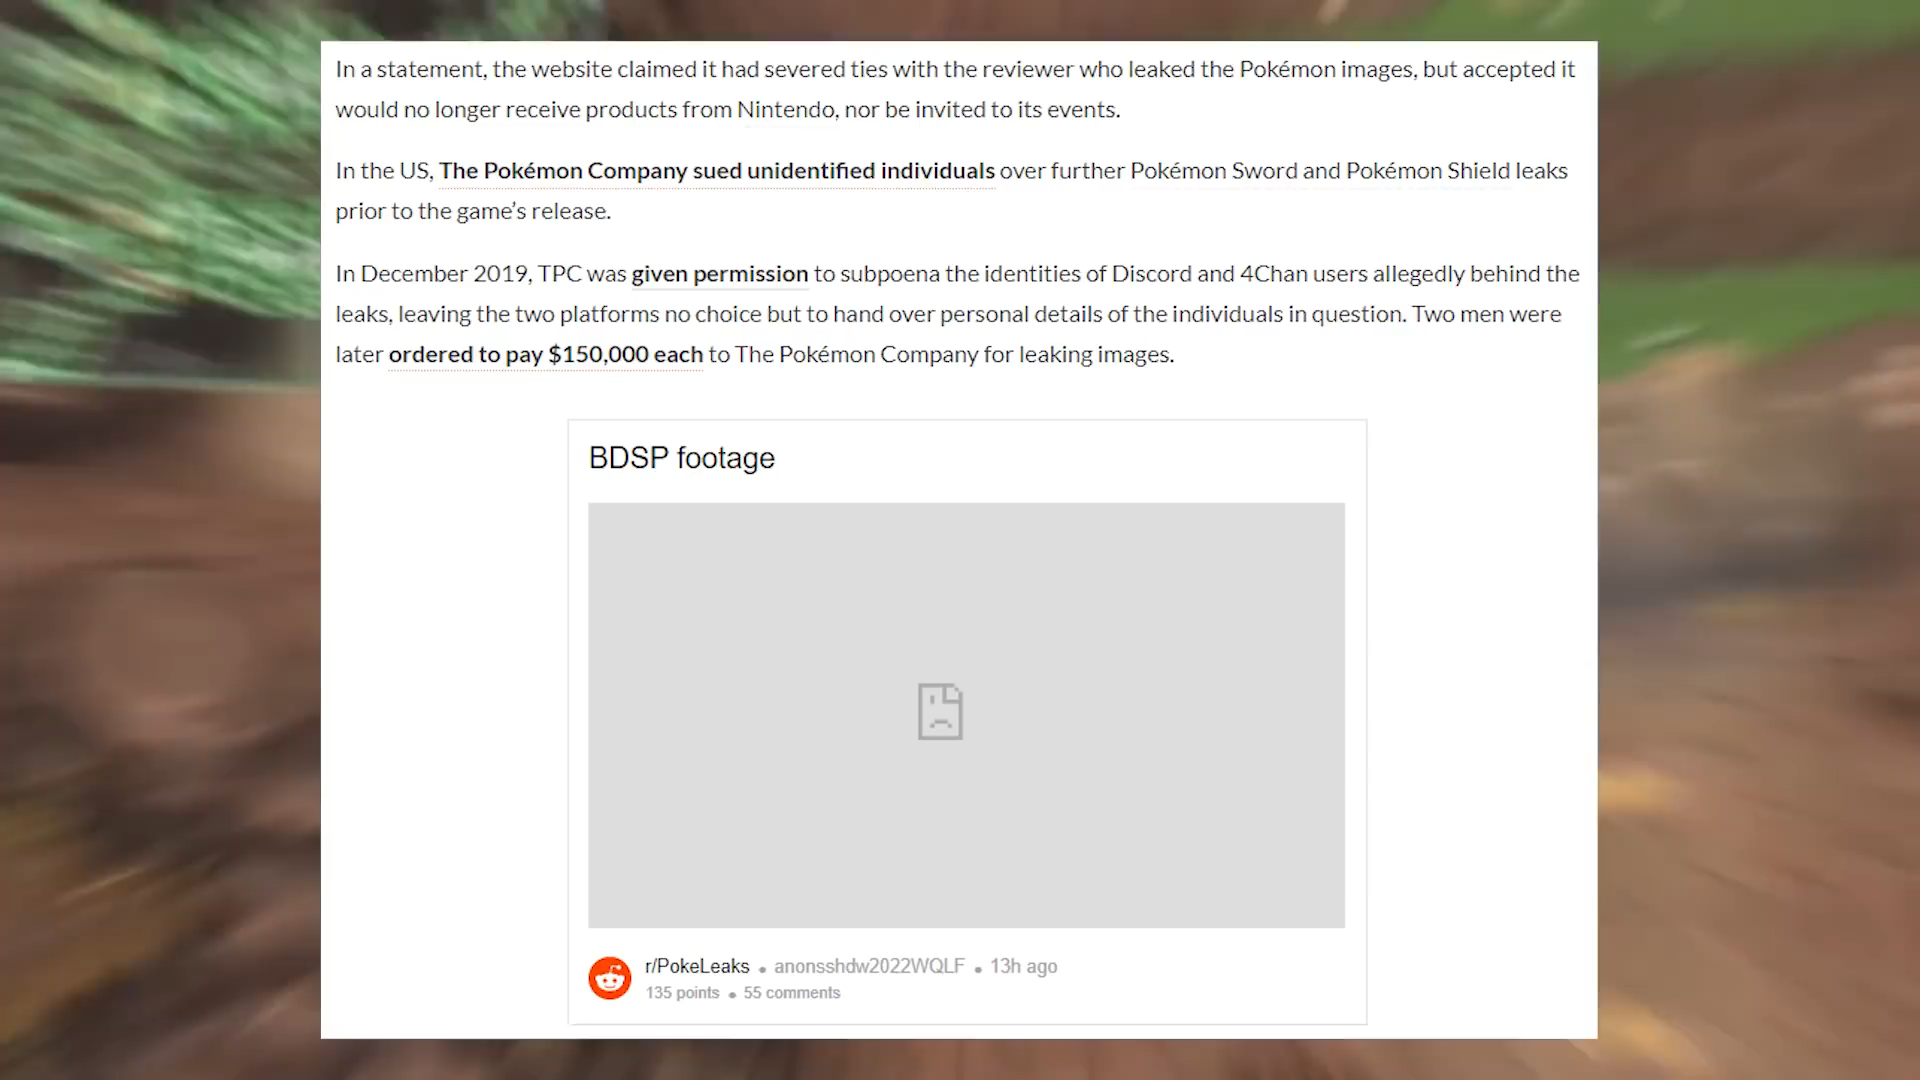 In a statement, the website claimed it had severed ties with the reviewer who leaked the Pokémon images, but accepted it
would no longer receive products from Nintendo, nor be invited to its events.
In the US, The Pokémon Company sued unidentified individuals over further Pokémon Sword and Pokémon Shield leaks
prior to the game’s release.
In December 2019, TPC was given permission to subpoena the identities of Discord and 4Chan users allegedly behind the
leaks, leaving the two platforms no choice but to hand over personal details of the individuals in question. Two men were
later ordered to pay $150,000 each to The Pokémon Company for leaking images.
BDSP footage
r/PokeLeaks • anonsshdw2022WQLF • 13h ago
135 points • 55 comments